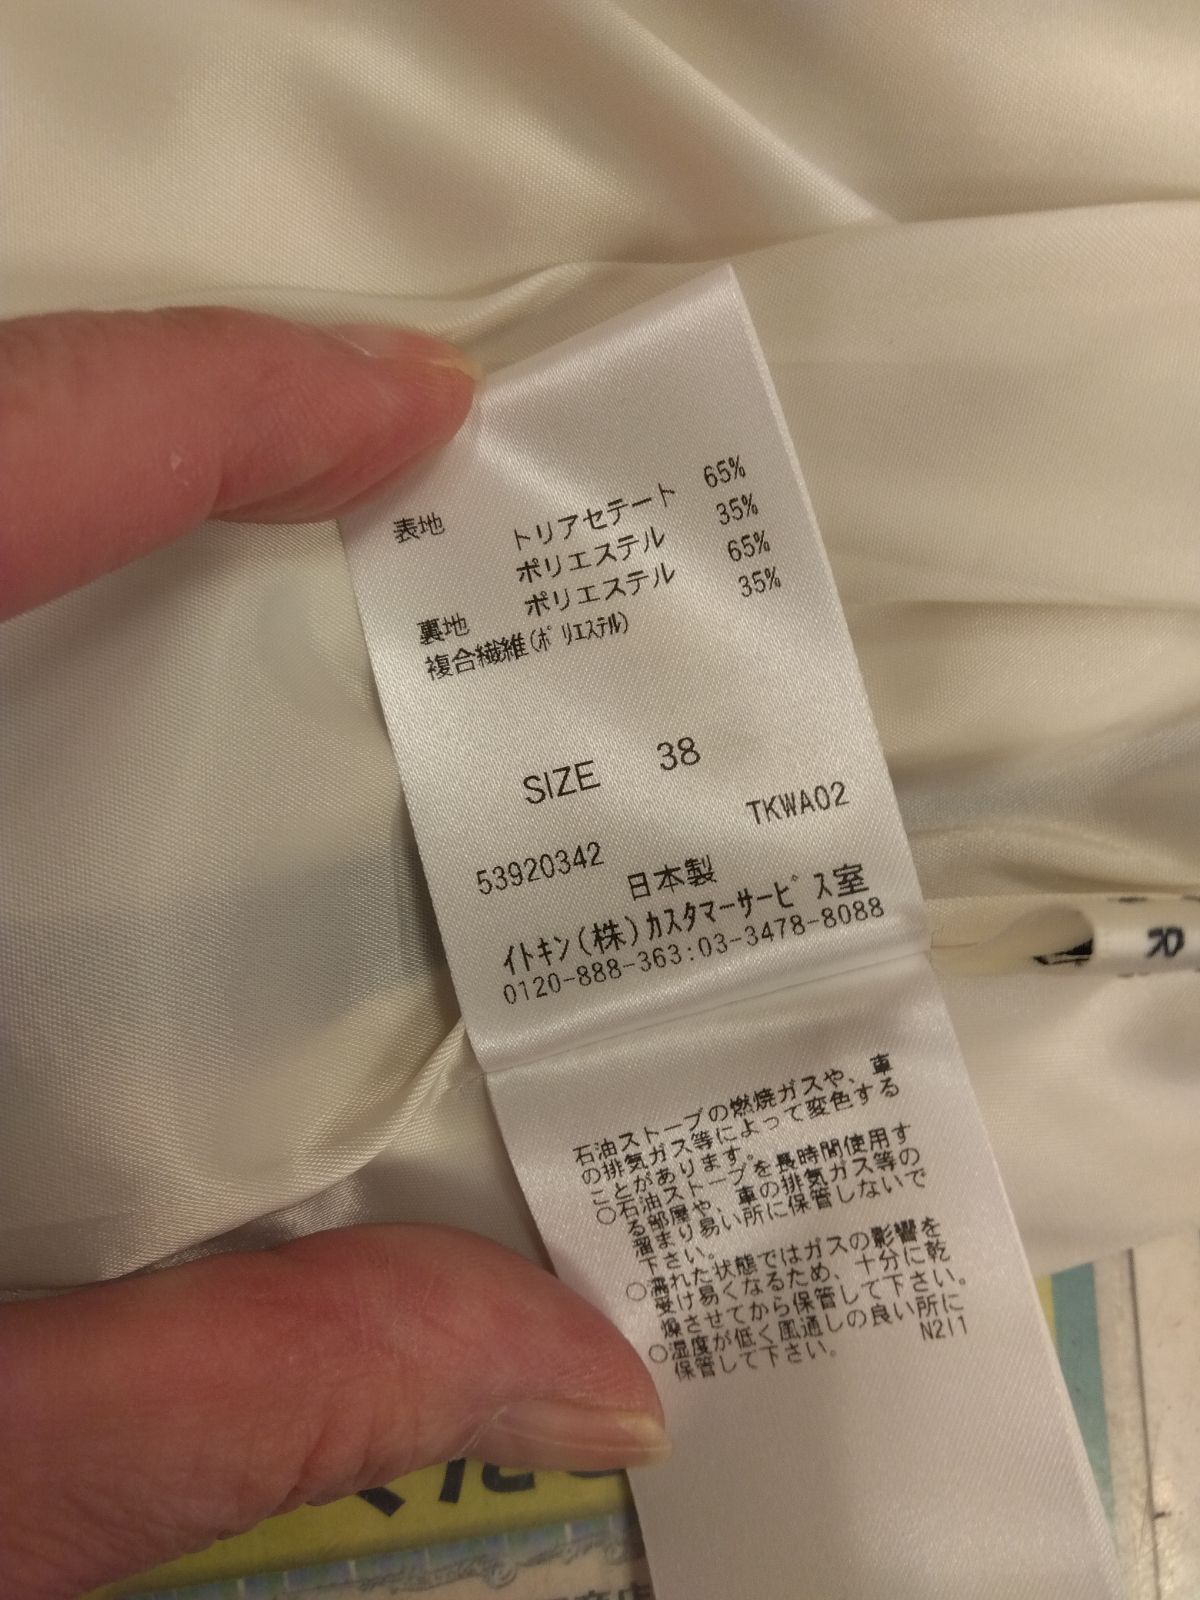 表地 トリアセテート 65%
ポリエステル 35%
裏地 ポリエステル 65%
複合繊維(ポリエステル) 35%
SIZE 38
TKWA02
53920342
日本製
イトキン(株)カスタマーサービス室
0120-888-363:03-3478-8088
石油ストーブの燃焼ガスや、車
の排気ガス等によって変色する
ことがあります。
○石油ストーブを長時間使用す
る部屋や、車の排気ガス等の
溜まり易い所に保管しないで
下さい。
○濡れた状態ではガスの影響を
受け易くなるため、十分に乾
燥させてから保管して下さい。
○湿度が低く風通しの良い所に
保管して下さい。
N211